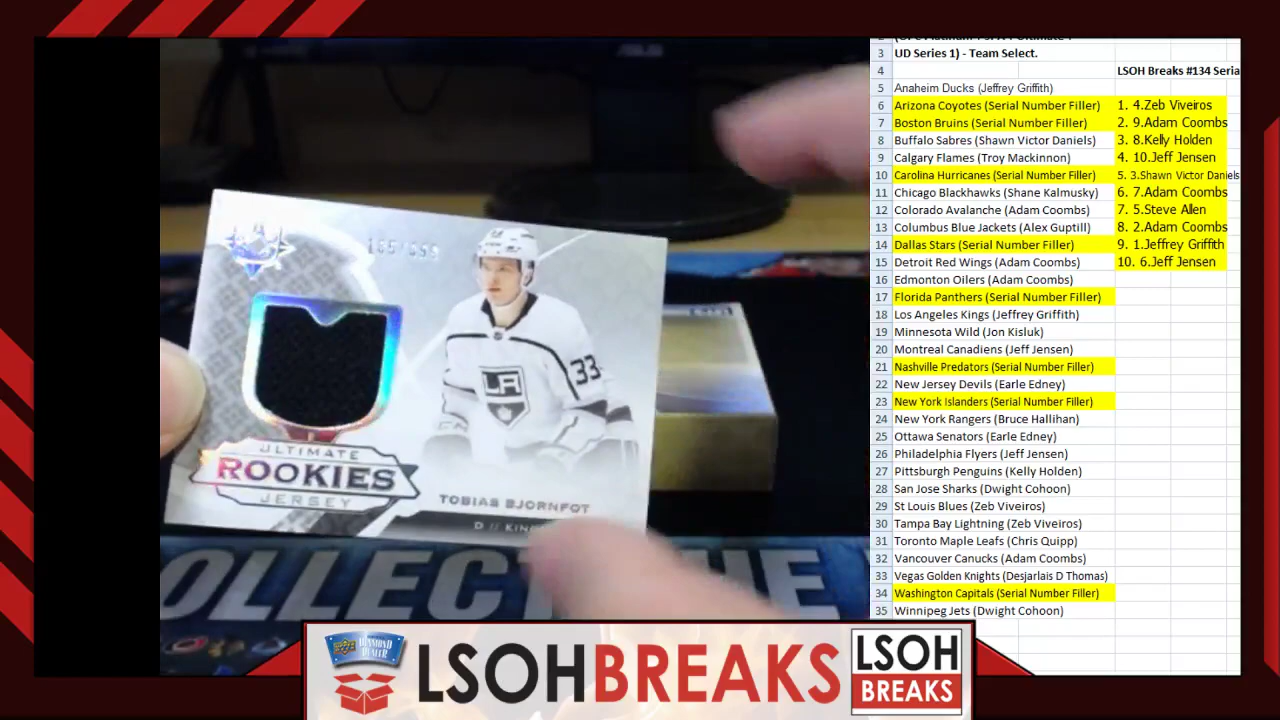 165/599
33
LA
ULTIMATE
ROOKIES
JERSEY
TOBIAS BJORNFOT
D // KINGS
COLLECT THE
3 UD Series 1) - Team Select.
4 LSOH Breaks #134 Seria
5 Anaheim Ducks (Jeffrey Griffith)
6 Arizona Coyotes (Serial Number Filler) 1. 4.Zeb Viveiros
7 Boston Bruins (Serial Number Filler) 2. 9.Adam Coombs
8 Buffalo Sabres (Shawn Victor Daniels) 3. 8.Kelly Holden
9 Calgary Flames (Troy Mackinnon) 4. 10.Jeff Jensen
10 Carolina Hurricanes (Serial Number Filler) 5. 3.Shawn Victor Daniels
11 Chicago Blackhawks (Shane Kalmusky) 6. 7.Adam Coombs
12 Colorado Avalanche (Adam Coombs) 7. 5.Steve Allen
13 Columbus Blue Jackets (Alex Guptill) 8. 2.Adam Coombs
14 Dallas Stars (Serial Number Filler) 9. 1.Jeffrey Griffith
15 Detroit Red Wings (Adam Coombs) 10. 6.Jeff Jensen
16 Edmonton Oilers (Adam Coombs)
17 Florida Panthers (Serial Number Filler)
18 Los Angeles Kings (Jeffrey Griffith)
19 Minnesota Wild (Jon Kisluk)
20 Montreal Canadiens (Jeff Jensen)
21 Nashville Predators (Serial Number Filler)
22 New Jersey Devils (Earle Edney)
23 New York Islanders (Serial Number Filler)
24 New York Rangers (Bruce Hallihan)
25 Ottawa Senators (Earle Edney)
26 Philadelphia Flyers (Jeff Jensen)
27 Pittsburgh Penguins (Kelly Holden)
28 San Jose Sharks (Dwight Cohoon)
29 St Louis Blues (Zeb Viveiros)
30 Tampa Bay Lightning (Zeb Viveiros)
31 Toronto Maple Leafs (Chris Quipp)
32 Vancouver Canucks (Adam Coombs)
33 Vegas Golden Knights (Desjarlais D Thomas)
34 Washington Capitals (Serial Number Filler)
35 Winnipeg Jets (Dwight Cohoon)
DIAMOND
DEALER
LSOHBREAKS
LSOH
BREAKS